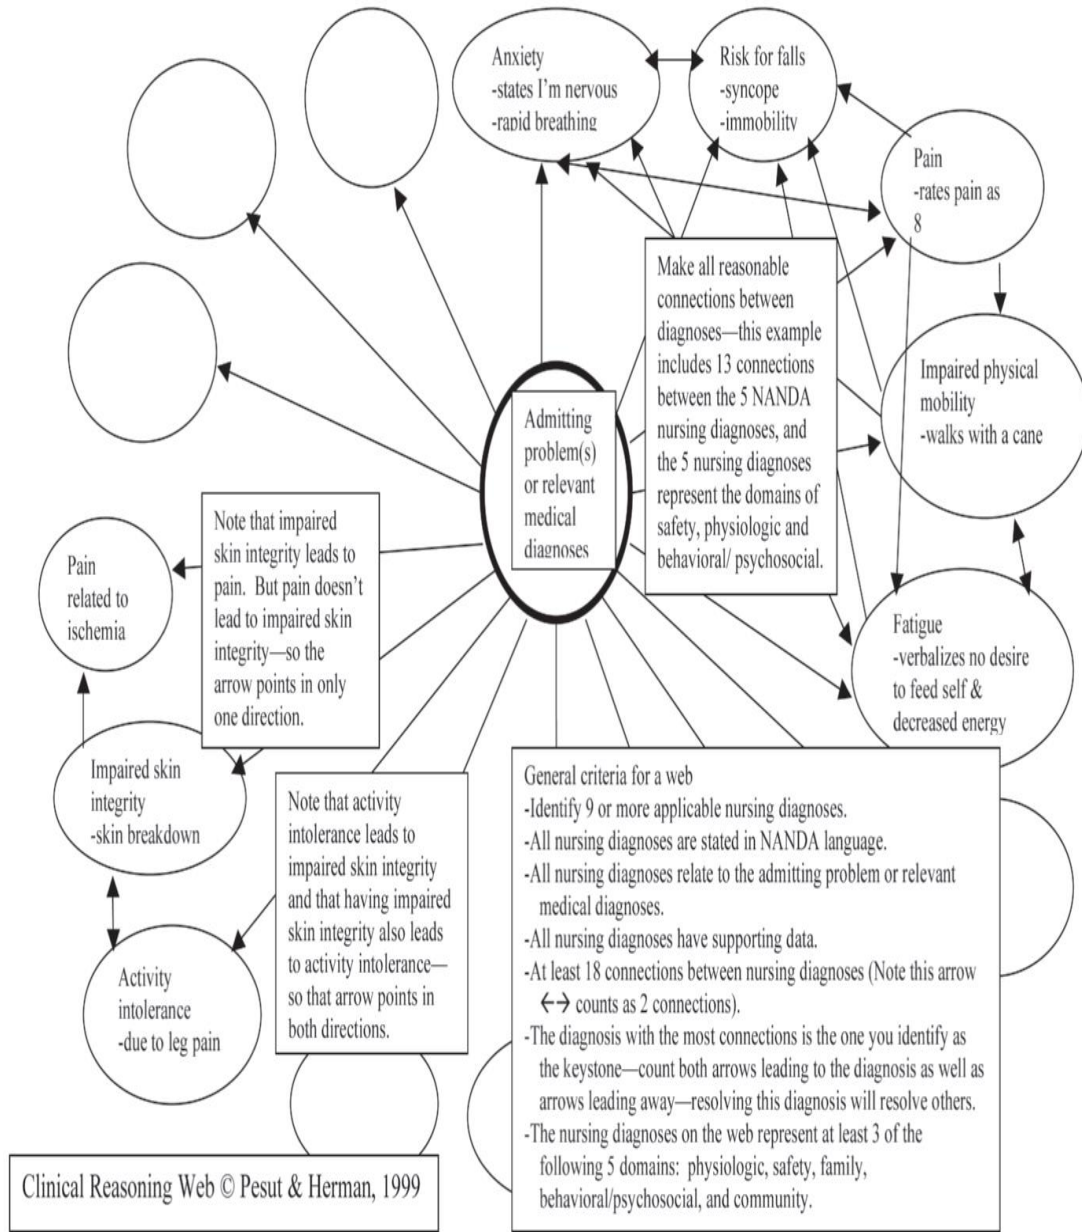 Anxiety
-states I'm nervous
-rapid breathing
Risk for falls
-syncope
-immobility
Pain
-rates pain as
8
Make all reasonable
connections between
diagnoses—this example
includes 13 connections
between the 5 NANDA
nursing diagnoses, and
the 5 nursing diagnoses
represent the domains of
safety, physiologic and
behavioral/ psychosocial.
Impaired physical
mobility
-walks with a cane
Admitting
problem(s)
or relevant
medical
diagnoses
Note that impaired
skin integrity leads to
pain. But pain doesn't
lead to impaired skin
integrity—so the
arrow points in only
one direction.
Pain
related to
ischemia
Fatigue
-verbalizes no desire
to feed self &
decreased energy
Impaired skin
integrity
-skin breakdown
Note that activity
intolerance leads to
impaired skin integrity
and that having impaired
skin integrity also leads
to activity intolerance—
so that arrow points in
both directions.
Activity
intolerance
-due to leg pain
General criteria for a web
-Identify 9 or more applicable nursing diagnoses.
-All nursing diagnoses are stated in NANDA language.
-All nursing diagnoses relate to the admitting problem or relevant
medical diagnoses.
-All nursing diagnoses have supporting data.
-At least 18 connections between nursing diagnoses (Note this arrow
←→ counts as 2 connections).
-The diagnosis with the most connections is the one you identify as
the keystone—count both arrows leading to the diagnosis as well as
arrows leading away—resolving this diagnosis will resolve others.
-The nursing diagnoses on the web represent at least 3 of the
following 5 domains: physiologic, safety, family,
behavioral/psychosocial, and community.
Clinical Reasoning Web © Pesut & Herman, 1999